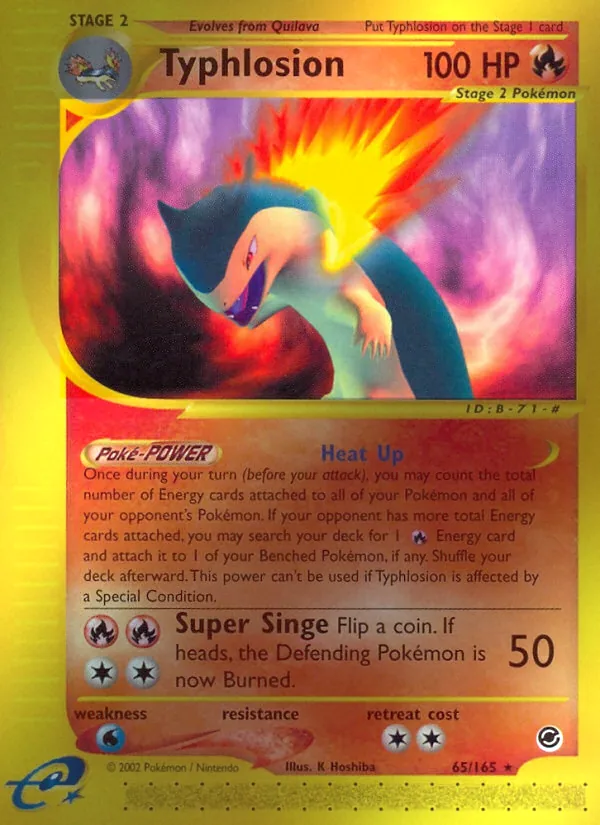 STAGE 2 Evolves from Quilava Put Typhlosion on the Stage 1 card
Typhlosion 100 HP
Stage 2 Pokémon
ID:B-71-#
Poké-POWER Heat Up
Once during your turn (before your attack), you may count the total
number of Energy cards attached to all of your Pokémon and all of
your opponent's Pokémon. If your opponent has more total Energy
cards attached, you may search your deck for 1 Energy card
and attach it to 1 of your Benched Pokémon, if any. Shuffle your
deck afterward. This power can't be used if Typhlosion is affected by
a Special Condition.
Super Singe Flip a coin. If
heads, the Defending Pokémon is 50
now Burned.
weakness resistance retreat cost
© 2002 Pokémon / Nintendo Illus. K Hoshiba 65/165 ★
e